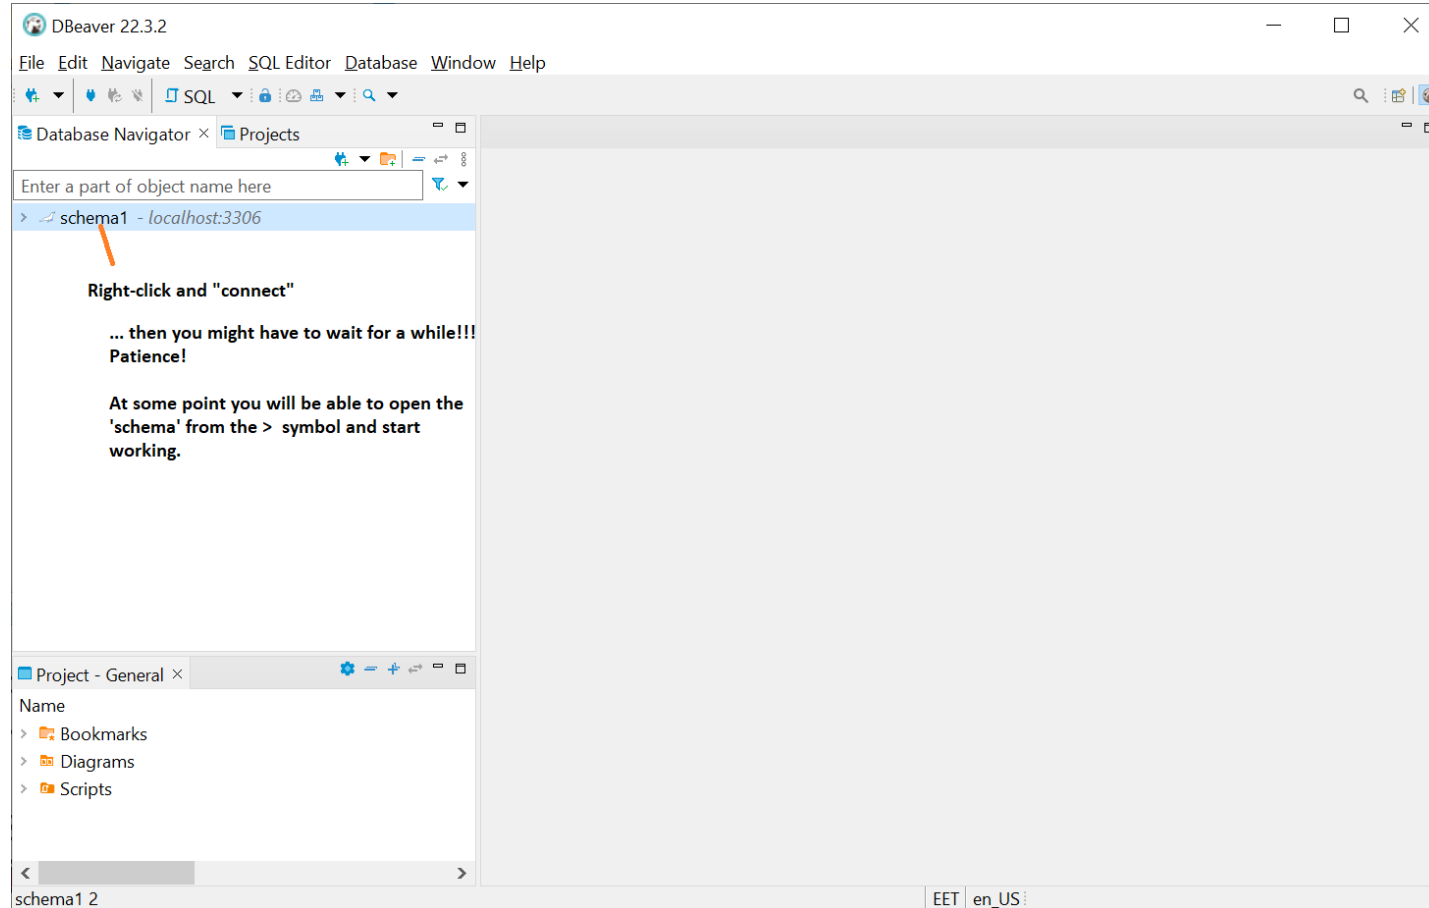 DBeaver 22.3.2
File Edit Navigate Search SQL Editor Database Window Help
SQL
Database Navigator Projects
Enter a part of object name here
schema1 - localhost:3306
Right-click and "connect"
... then you might have to wait for a while!!!
Patience!
At some point you will be able to open the
'schema' from the > symbol and start
working.
Project - General
Name
Bookmarks
Diagrams
Scripts
schema1 2
EET en_US